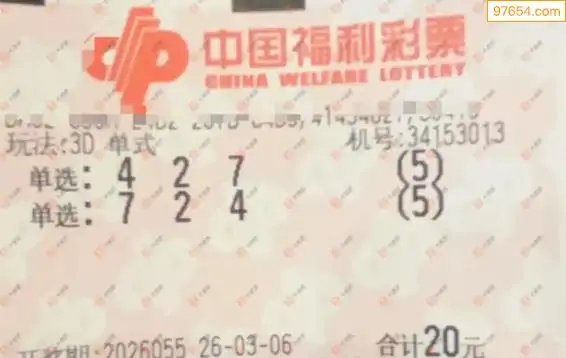 97654.com
中国福利彩票
CHINA WELFARE LOTTERY
玩法:3D 单式 机号:34153013
单选: 4 2 7 (5)
单选: 7 2 4 (5)
开奖期:2026055 26-03-06 合计20元